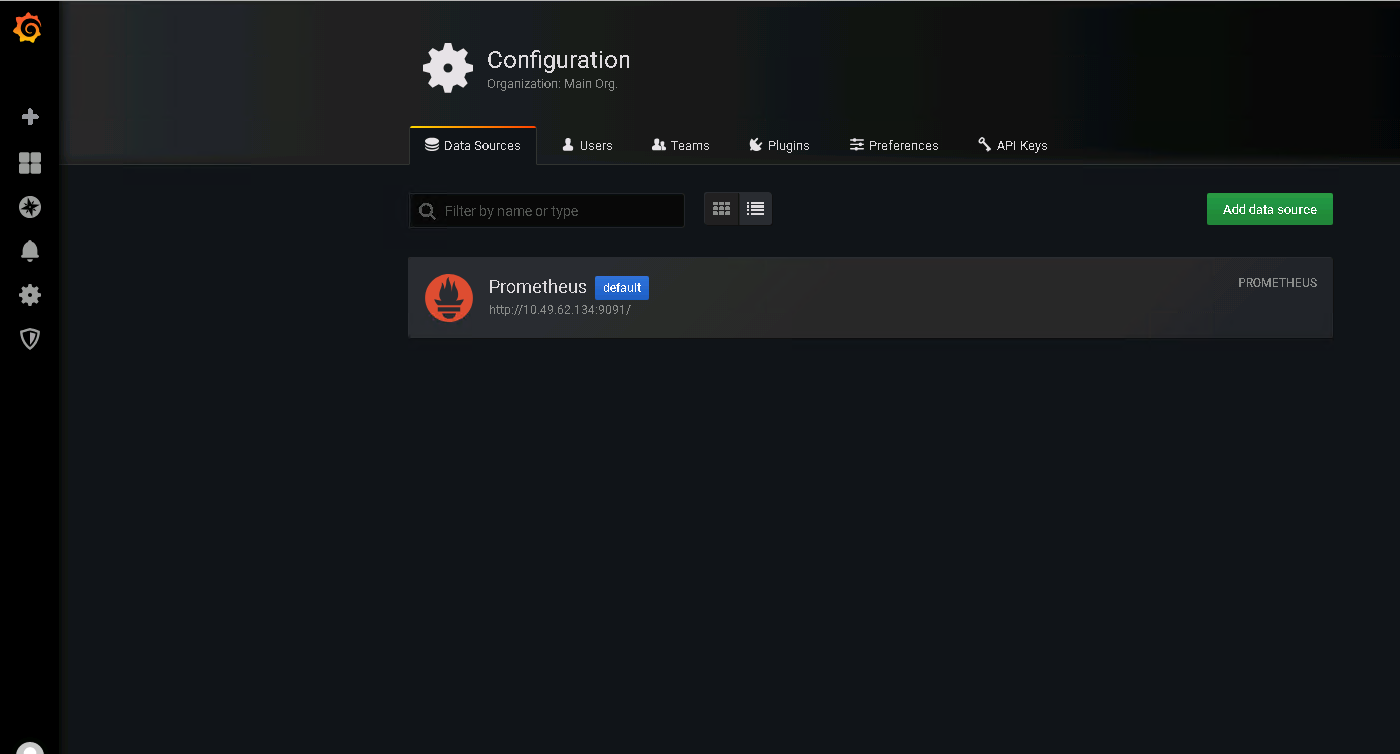 Configuration
Organization: Main Org.
Data Sources
Users
Teams
Plugins
Preferences
API Keys
Filter by name or type
Add data source
Prometheus
default
PROMETHEUS
http://10.49.62.134:9091/